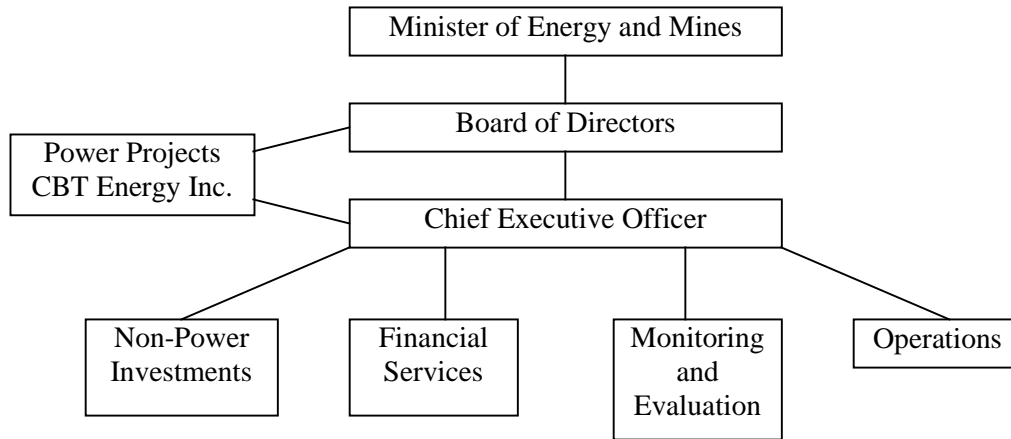 Minister of Energy and Mines
Board of Directors
Power Projects
CBT Energy Inc.
Chief Executive Officer
Non-Power
Investments
Financial
Services
Monitoring
and
Evaluation
Operations